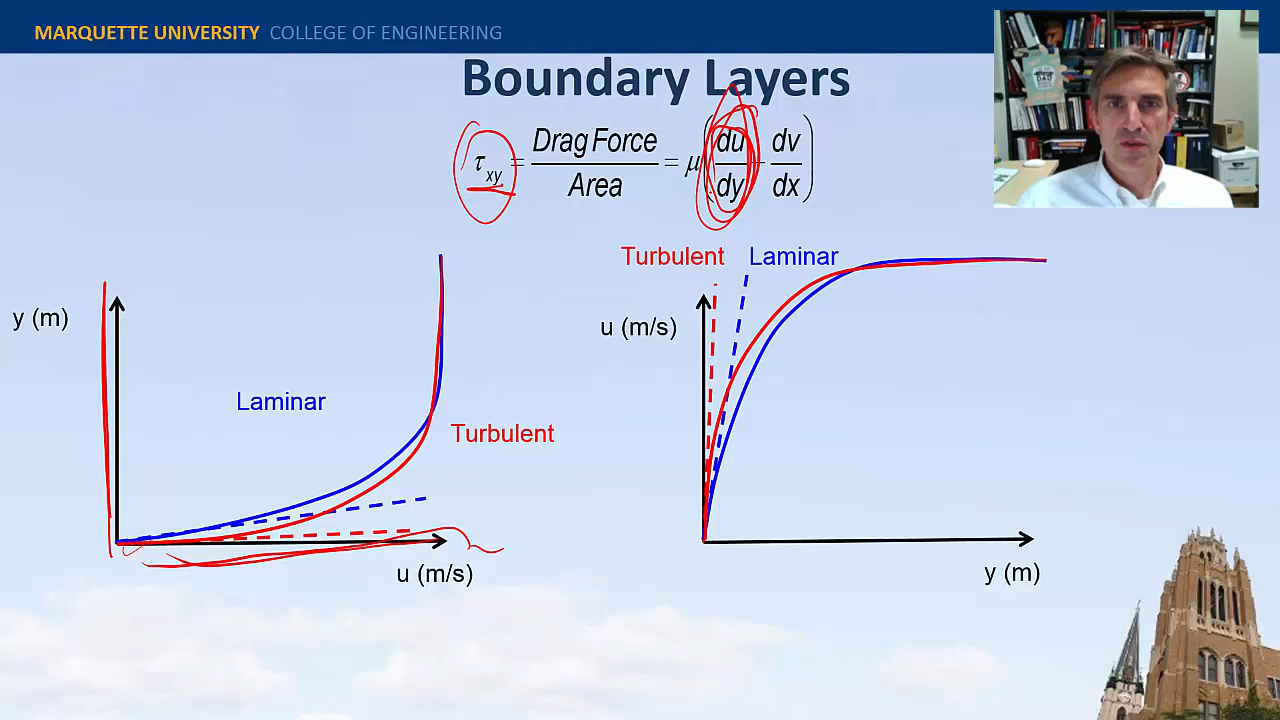 MARQUETTE UNIVERSITY COLLEGE OF ENGINEERING
Boundary Layers
τxy = Drag Force / Area = μ(du/dy + dv/dx)
Turbulent Laminar
y (m)
u (m/s)
Laminar
Turbulent
u (m/s)
y (m)